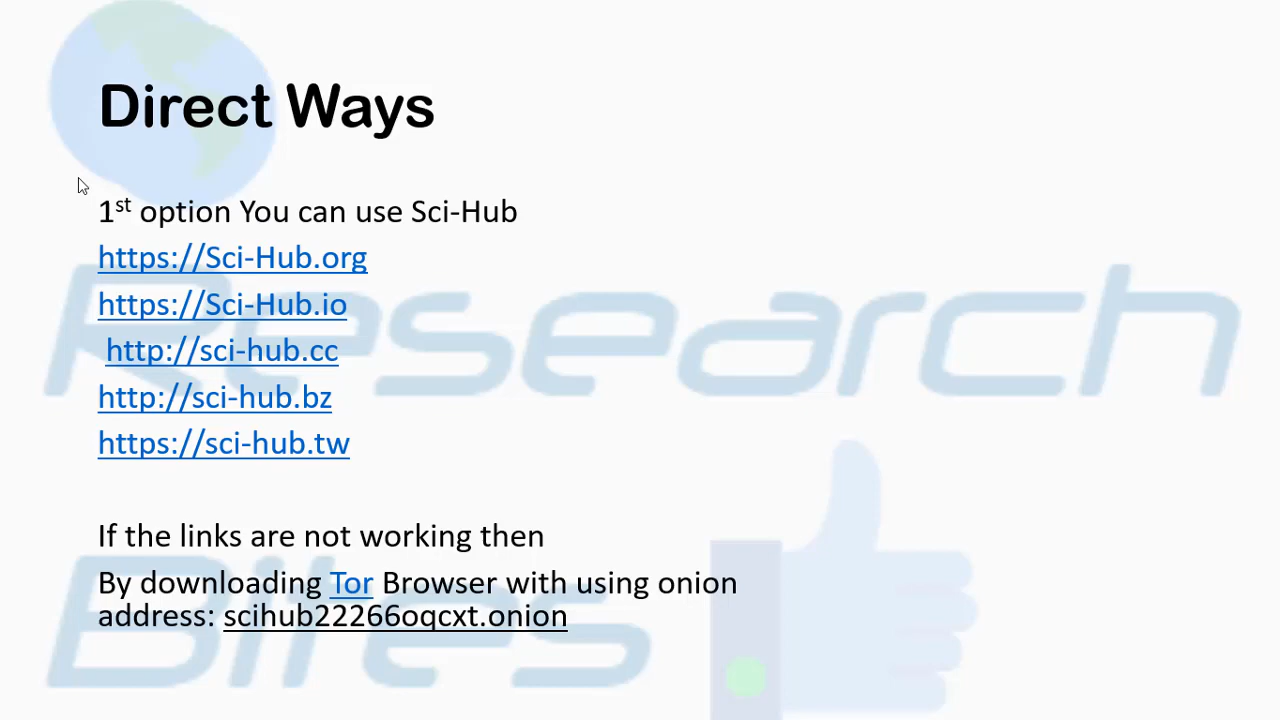 Direct Ways
1st option You can use Sci-Hub
https://Sci-Hub.org
https://Sci-Hub.io
http://sci-hub.cc
http://sci-hub.bz
https://sci-hub.tw
If the links are not working then
By downloading Tor Browser with using onion
address: scihub22266oqcxt.onion
Research
Bites